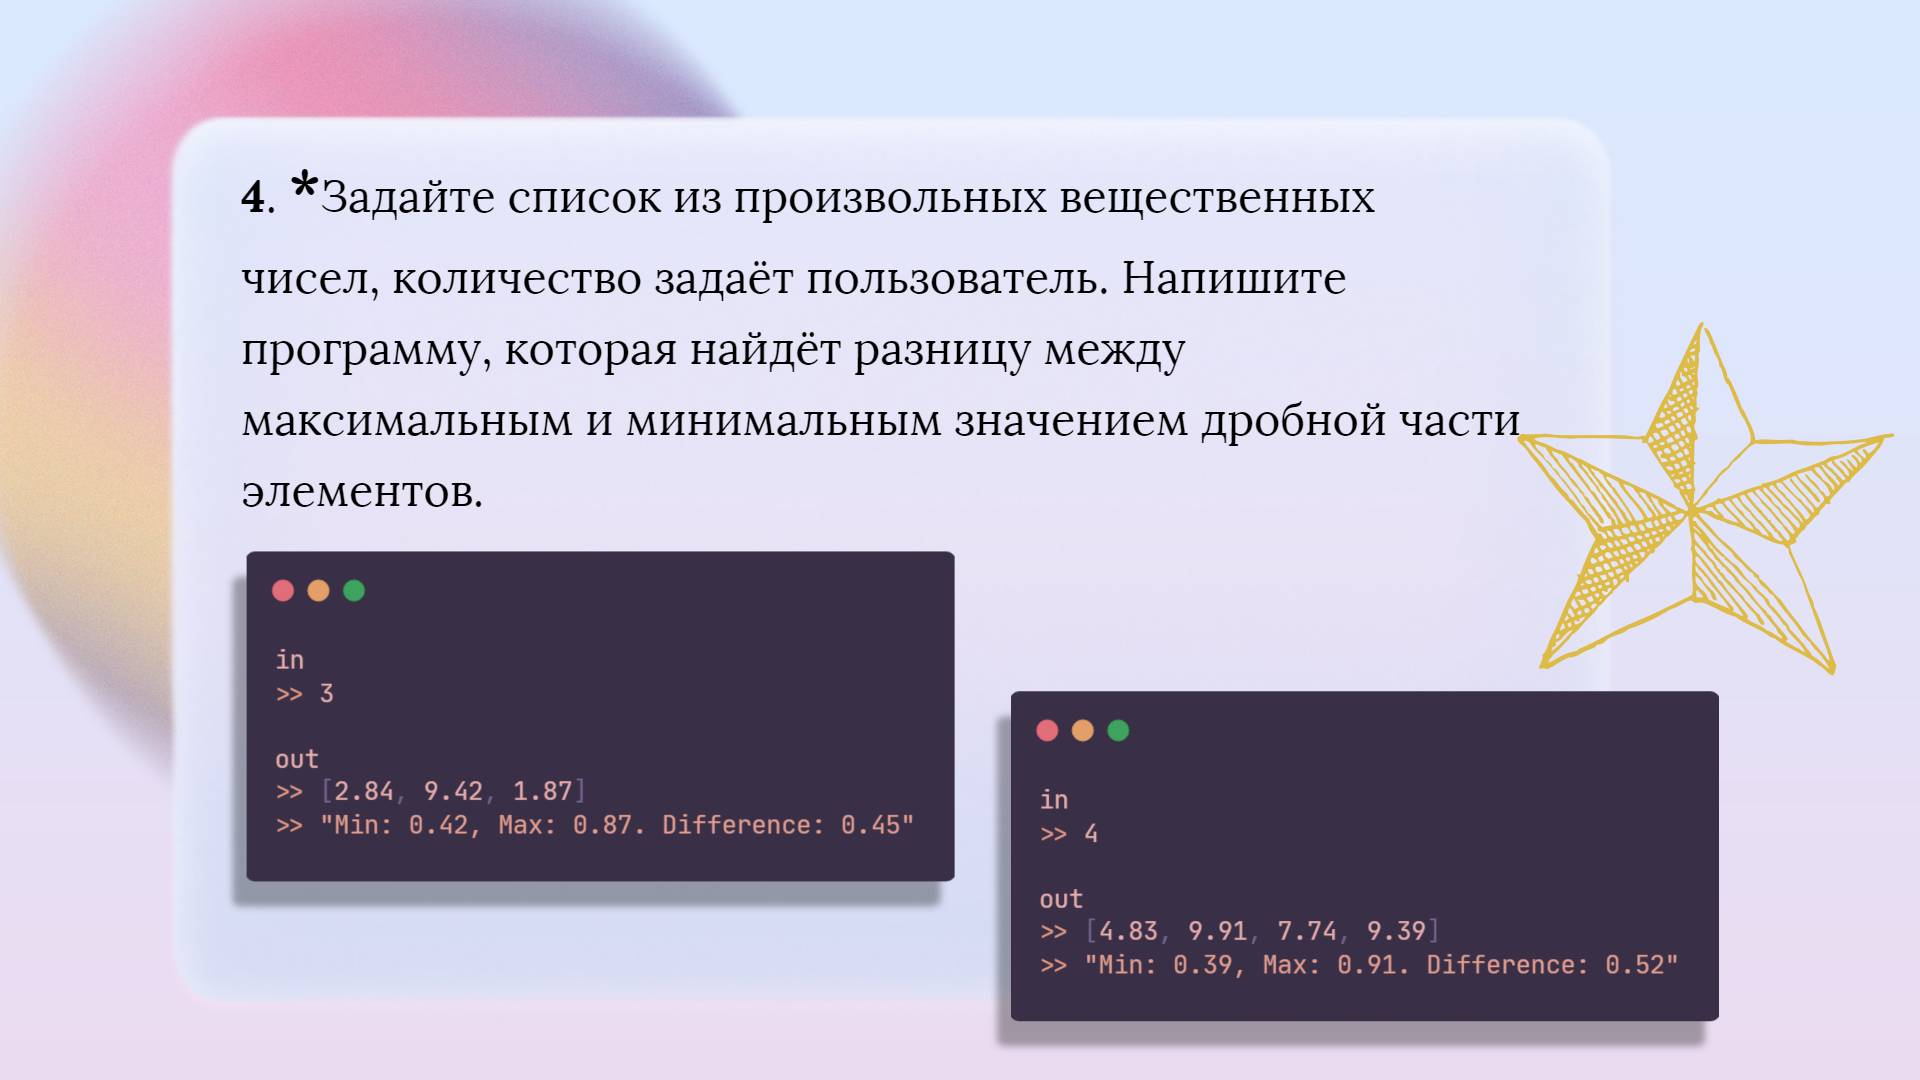 4. *Задайте список из произвольных вещественных
чисел, количество задаёт пользователь. Напишите
программу, которая найдёт разницу между
максимальным и минимальным значением дробной части
элементов.
in
>> 3
out
>> [2.84, 9.42, 1.87]
>> "Min: 0.42, Max: 0.87. Difference: 0.45"
in
>> 4
out
>> [4.83, 9.91, 7.74, 9.39]
>> "Min: 0.39, Max: 0.91. Difference: 0.52"